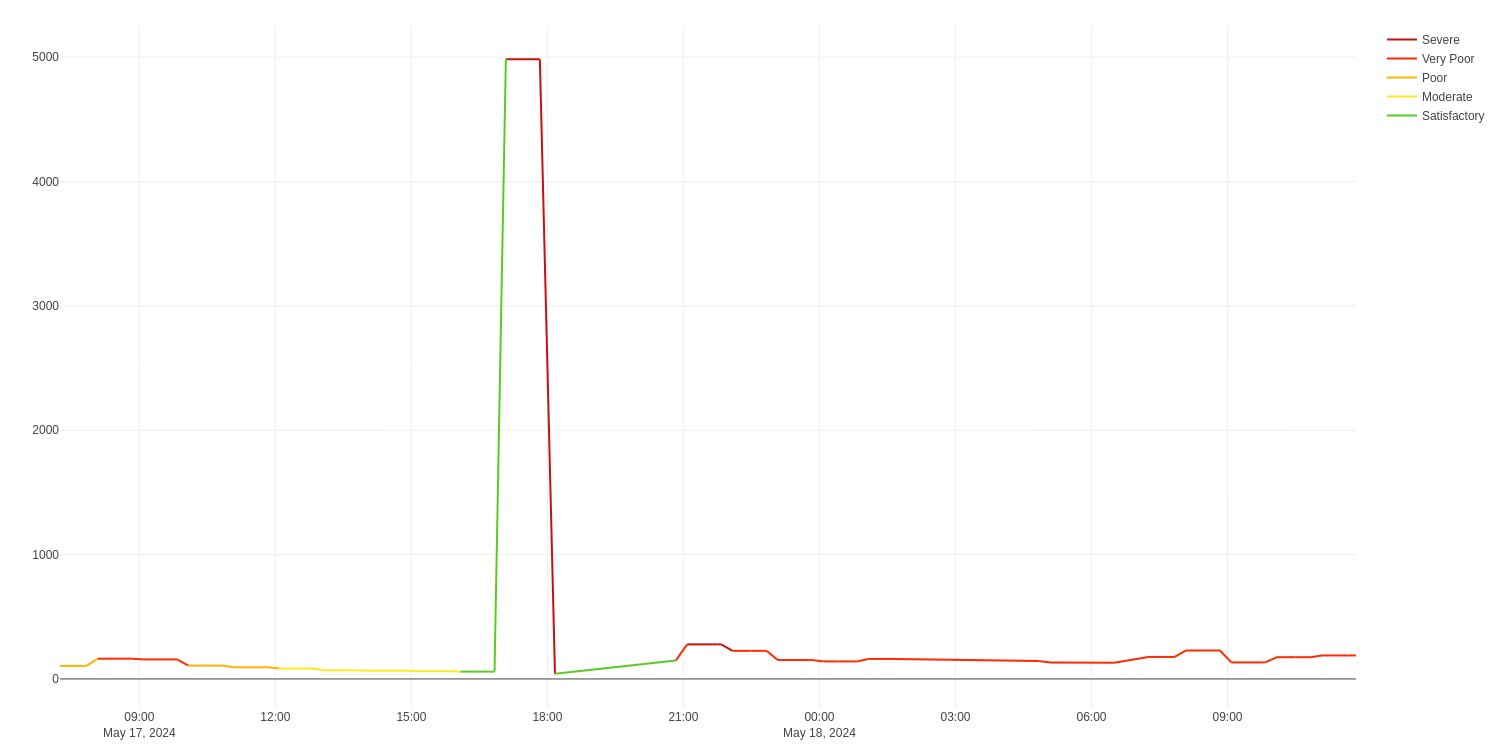 5000
4000
3000
2000
1000
0
09:00
12:00
15:00
18:00
21:00
00:00
03:00
06:00
09:00
May 17, 2024
May 18, 2024
Severe
Very Poor
Poor
Moderate
Satisfactory